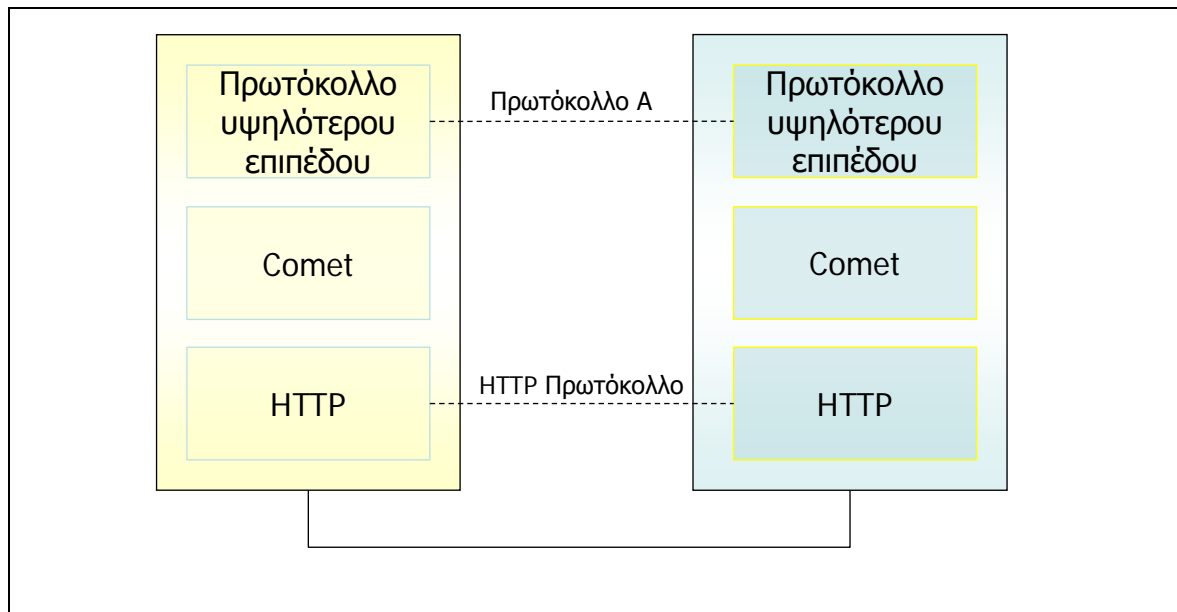 Πρωτόκολλο
υψηλότερου
επιπέδου
Πρωτόκολλο Α
Πρωτόκολλο
υψηλότερου
επιπέδου
Comet
Comet
HTTP
HTTP Πρωτόκολλο
HTTP